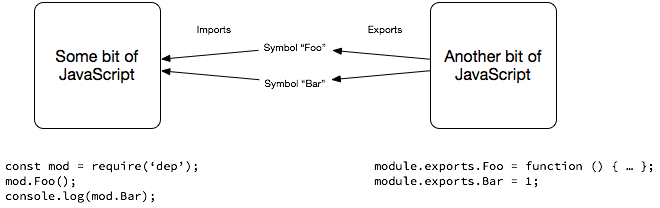 Some bit of
JavaScript
Imports
Symbol “Foo”
Symbol “Bar”
Exports
Another bit of
JavaScript
const mod = require(‘dep’);
mod.Foo();
console.log(mod.Bar);
module.exports.Foo = function () { … };
module.exports.Bar = 1;